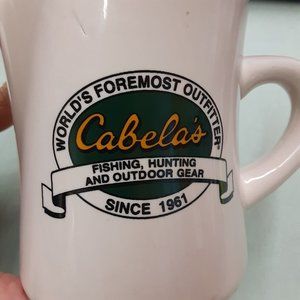 WORLD'S FOREMOST OUTFITTER
Cabela's
FISHING, HUNTING
AND OUTDOOR GEAR
SINCE 1961